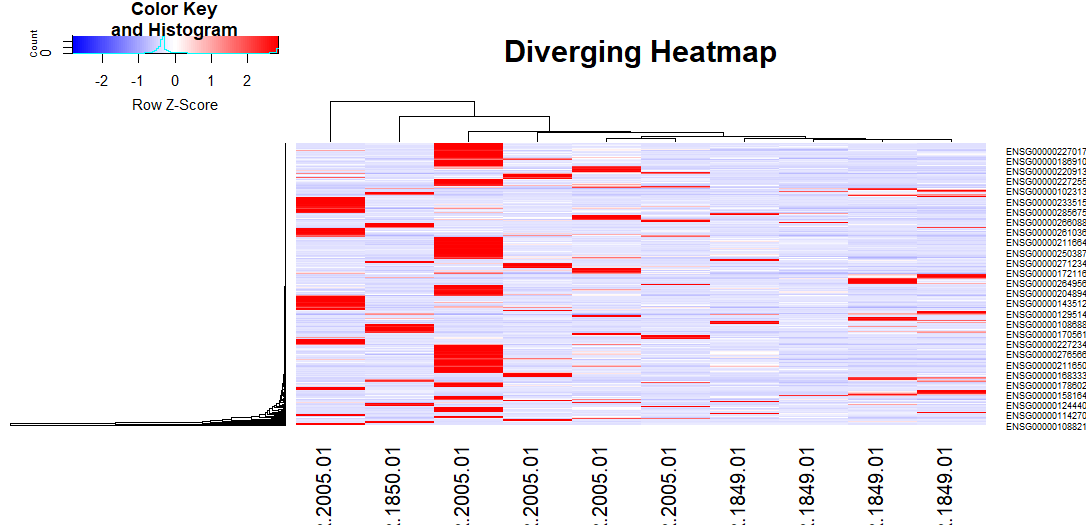 Color Key
and Histogram
Count
0
-2 -1 0 1 2
Row Z-Score
Diverging Heatmap
ENSG00000227017
ENSG00000186910
ENSG00000220913
ENSG00000227255
ENSG00000102313
ENSG00000233515
ENSG00000285675
ENSG00000266088
ENSG00000261036
ENSG00000211664
ENSG00000250387
ENSG00000271234
ENSG00000172116
ENSG00000264956
ENSG00000204894
ENSG00000143512
ENSG00000129514
ENSG00000108688
ENSG00000170561
ENSG00000227234
ENSG00000276566
ENSG00000211650
ENSG00000168333
ENSG00000178602
ENSG00000158164
ENSG00000124440
ENSG00000114270
ENSG00000108821
.2005.01
.1850.01
.2005.01
.2005.01
.2005.01
.2005.01
.1849.01
.1849.01
.1849.01
.1849.01